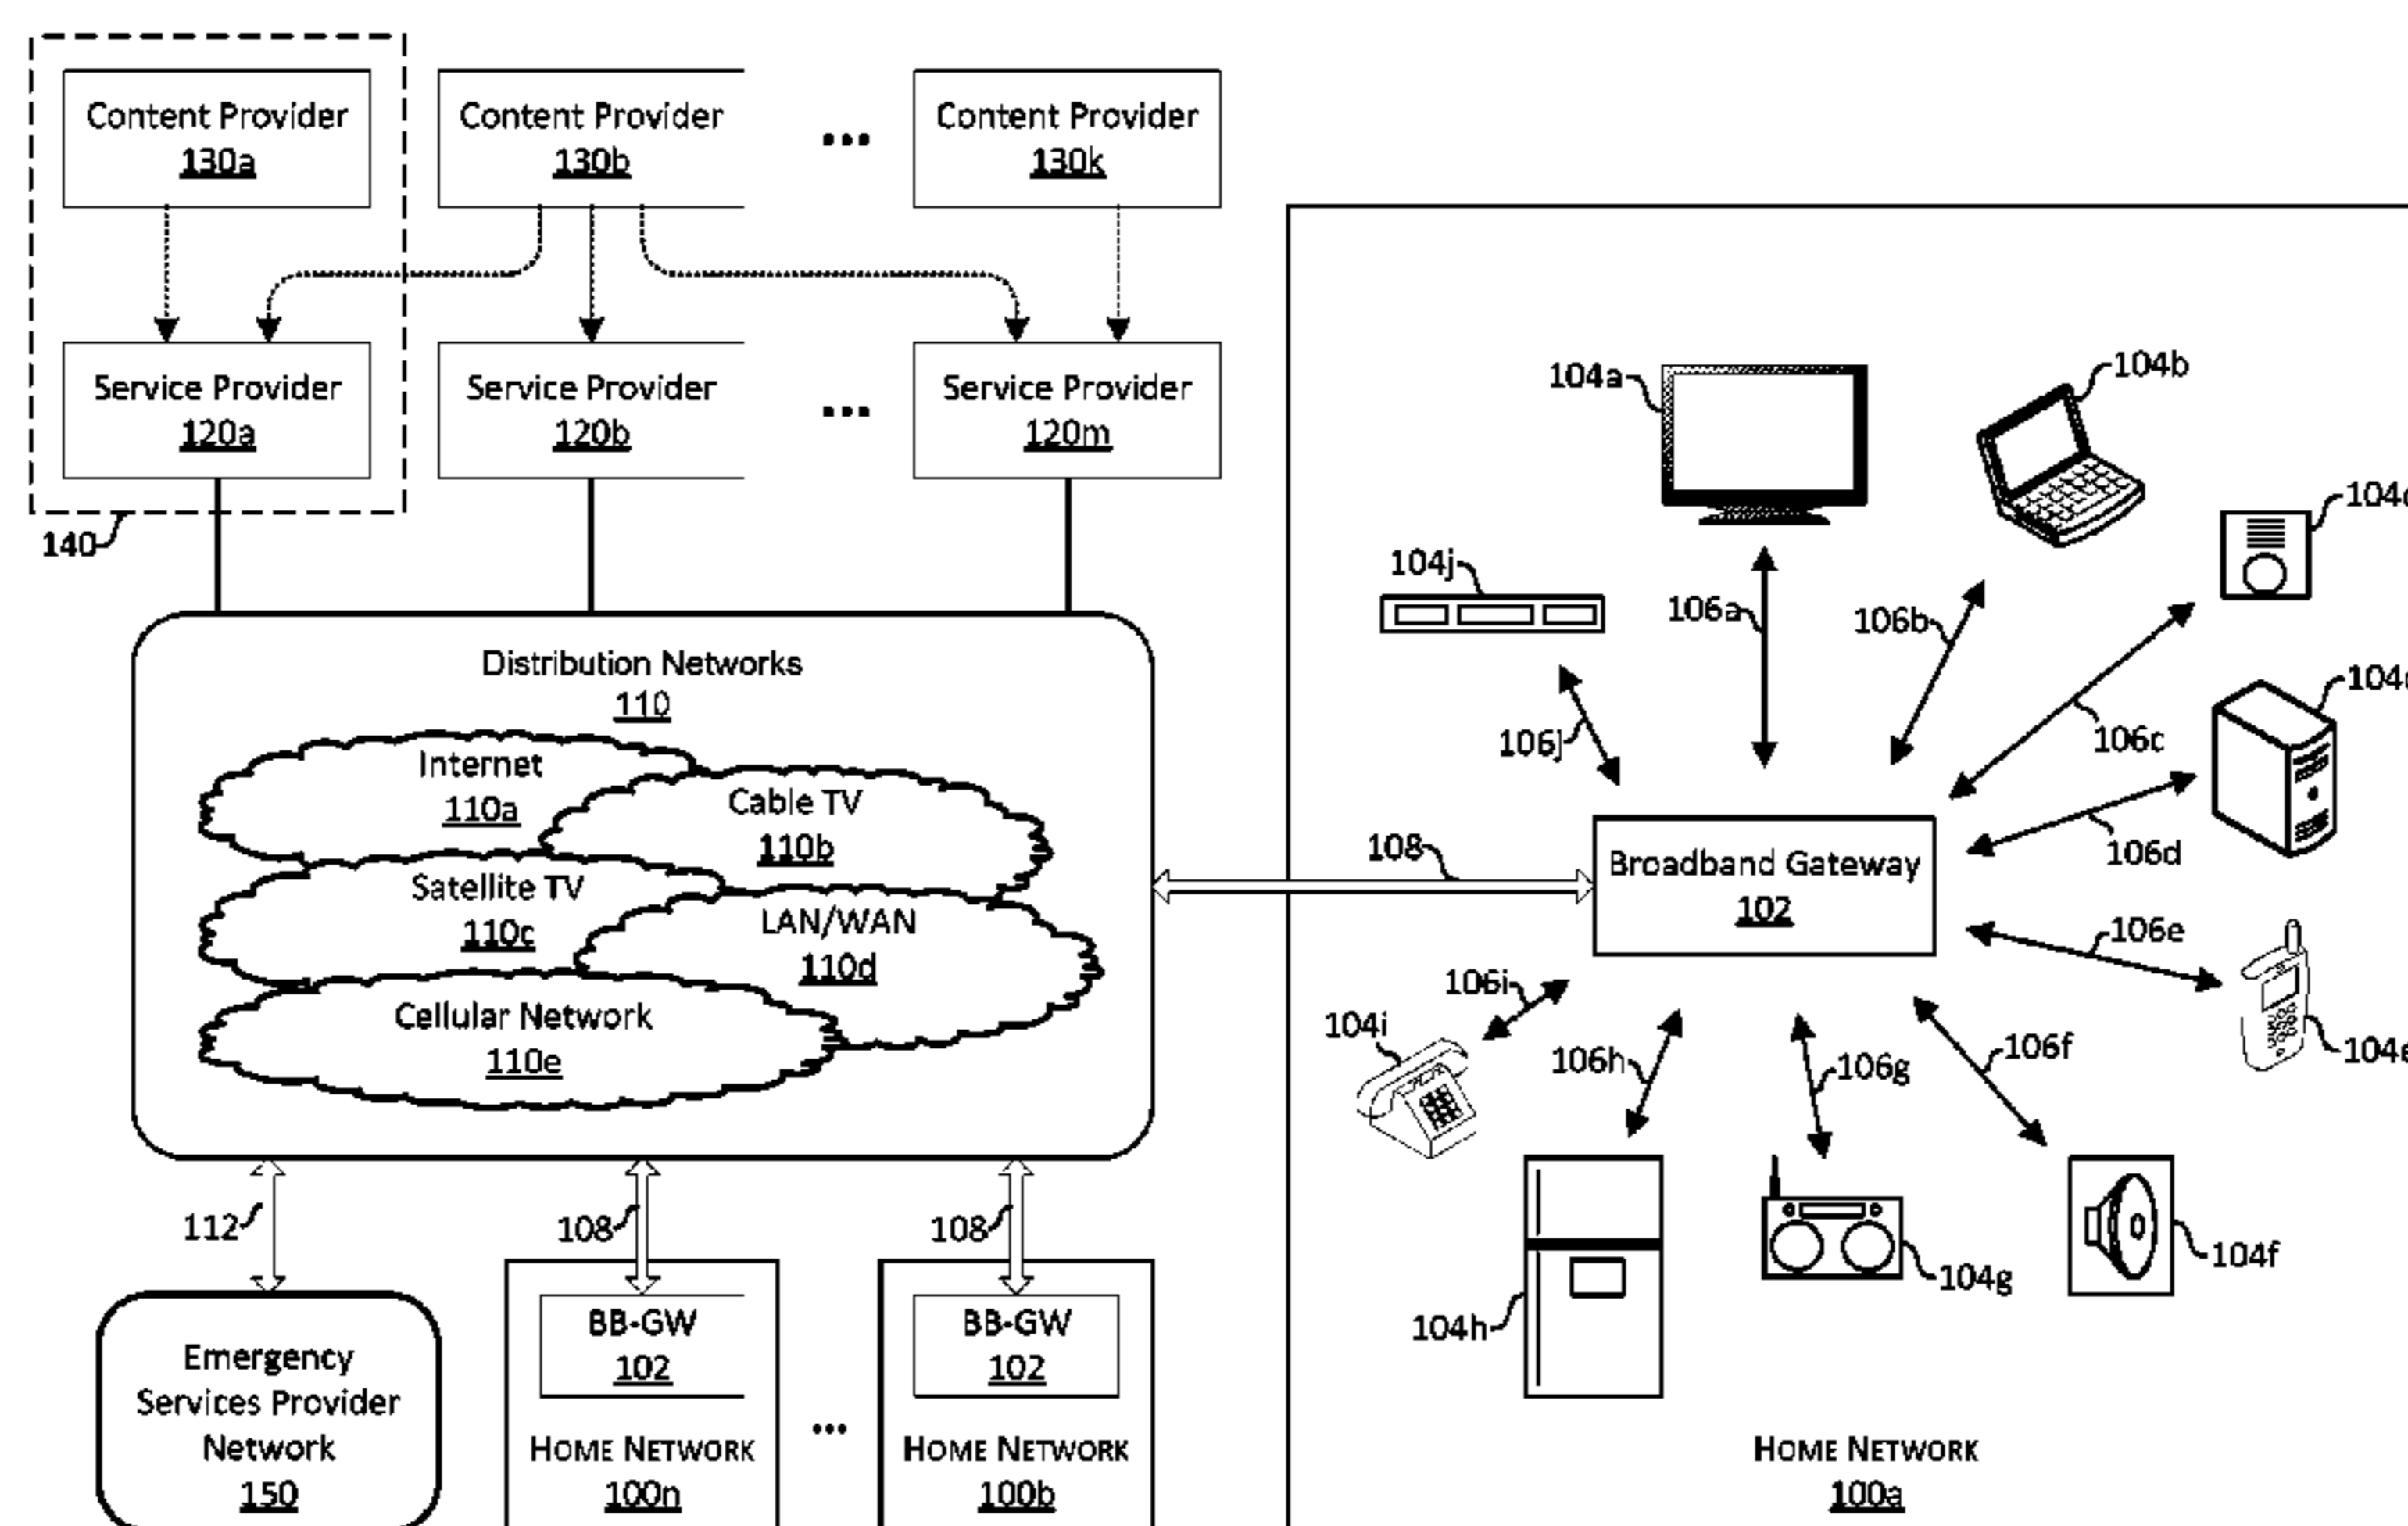 Content Provider
130a
Content Provider
130b
...
Content Provider
130k
Service Provider
120a
Service Provider
120b
...
Service Provider
120m
140
Distribution Networks
110
Internet
110a
Cable TV
110b
Satellite TV
110c
LAN/WAN
110d
Cellular Network
110e
112
108
108
Emergency
Services Provider
Network
150
BB-GW
102
HOME NETWORK
100n
...
BB-GW
102
HOME NETWORK
100b
108
104a
104b
104j
106a
106b
106j
106c
106d
Broadband Gateway
102
106e
106i
104i
106h
106g
106f
104h
104g
104f
HOME NETWORK
100a